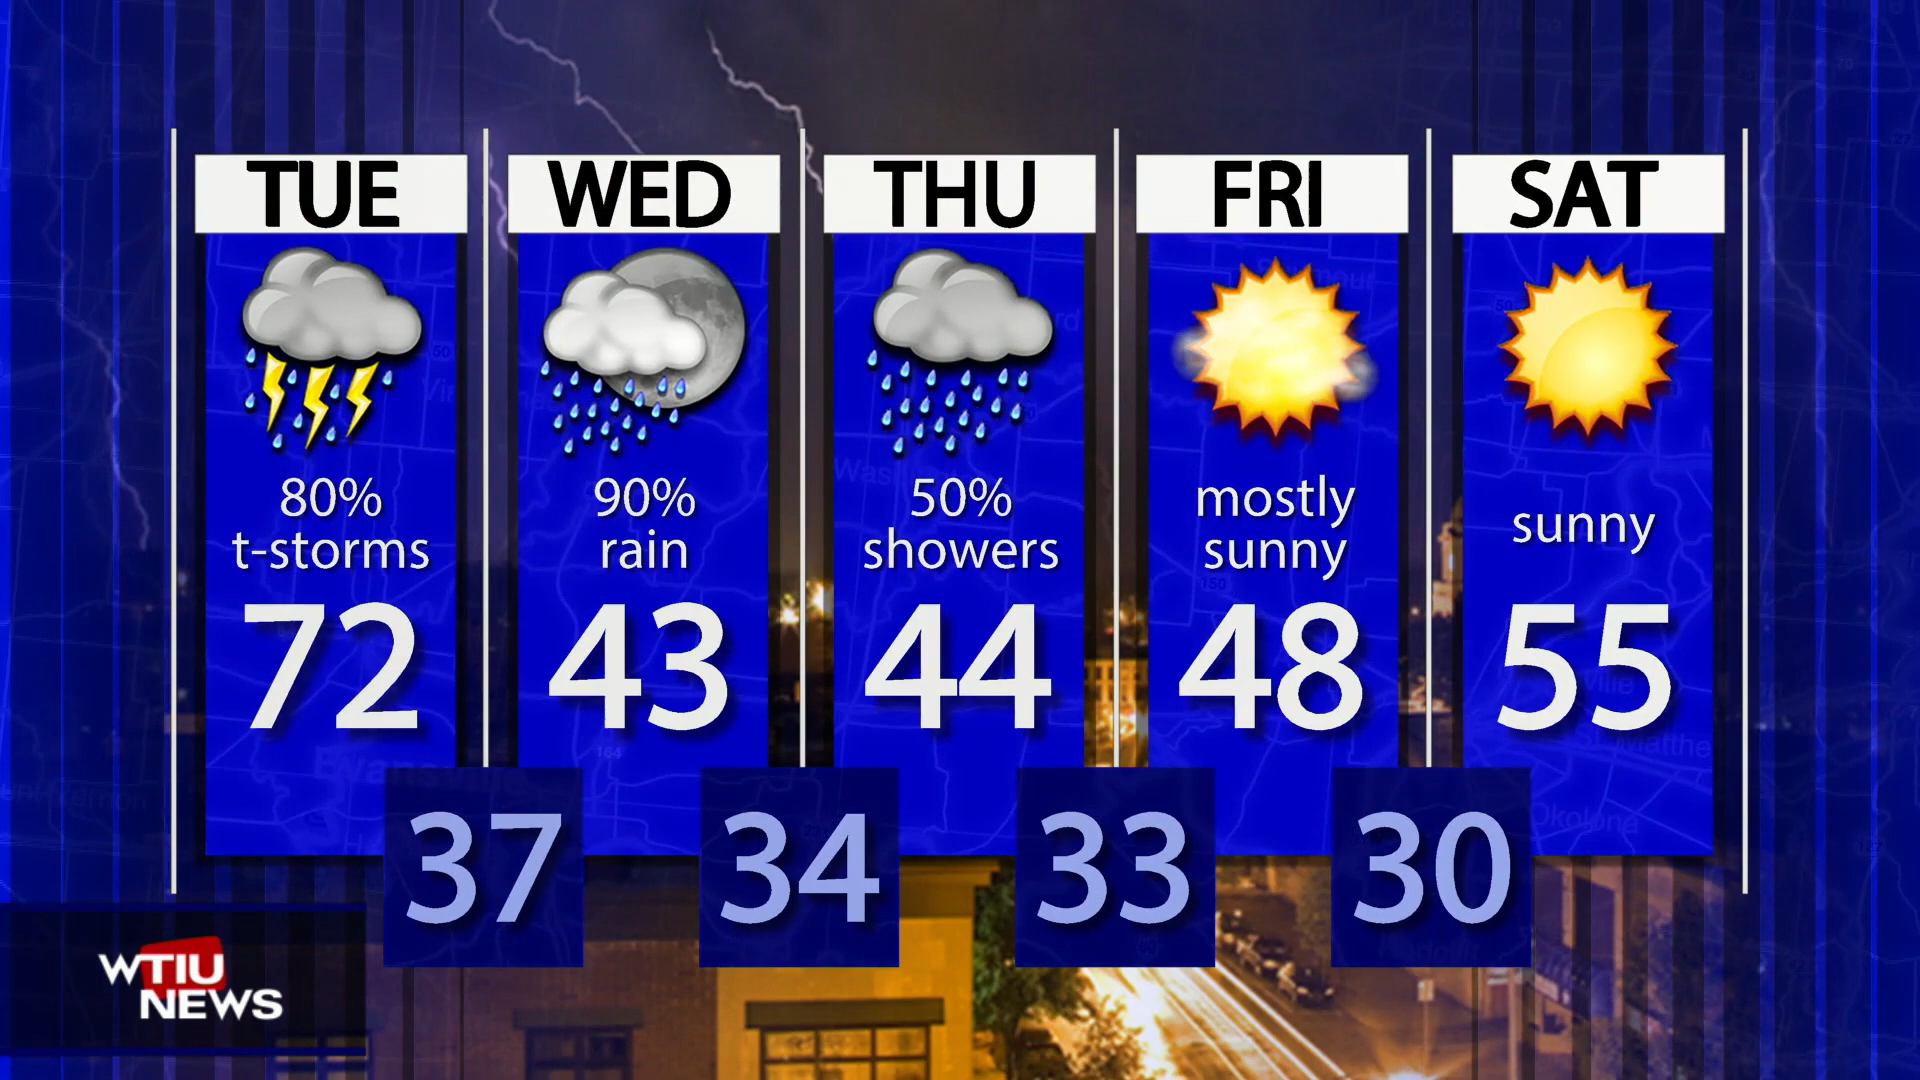 TUE
80%
t-storms
72
WED
90%
rain
43
THU
50%
showers
44
FRI
mostly
sunny
48
SAT
sunny
55
37
34
33
30
WTIU
NEWS